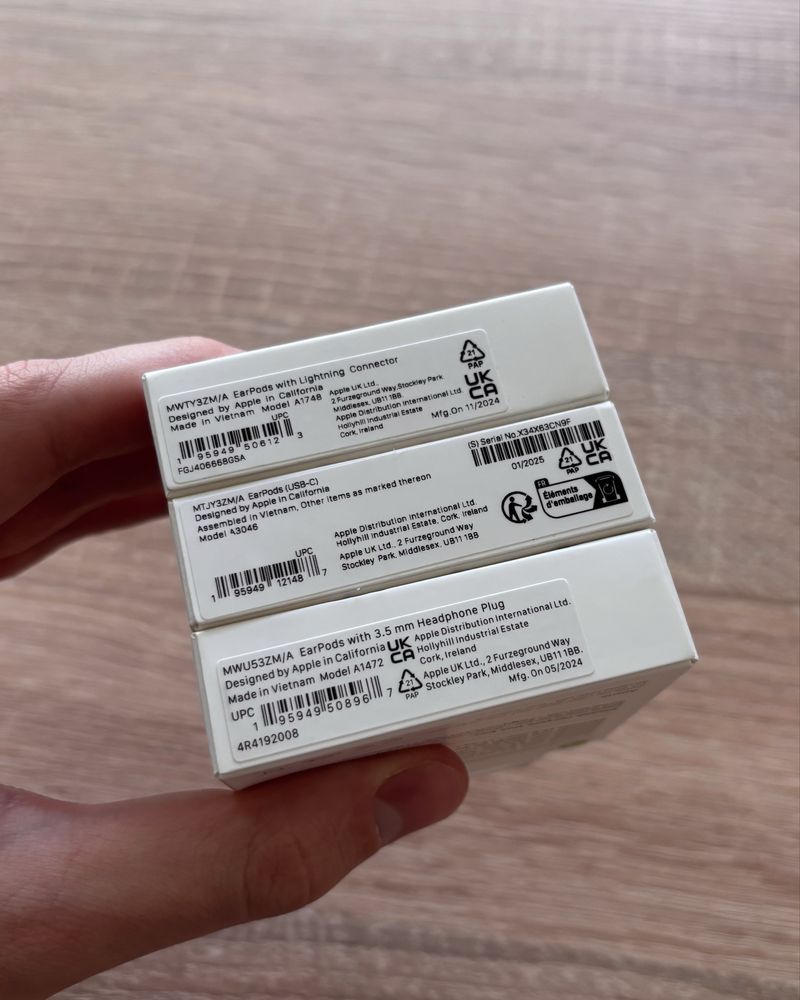 MWTY3ZM/A EarPods with Lightning Connector
Designed by Apple in California
Made in Vietnam Model A1748
UPC
1 95949 50612 3
FGJ406668GSA
Apple UK Ltd.,
2 Furzeground Way,Stockley Park,
Middlesex, UB11 1BB.
Apple Distribution International Ltd
Hollyhill Industrial Estate
Cork, Ireland
Mfg.On 11/2024
21
PAP
UK
CA
MTJY3ZM/A EarPods (USB-C)
Designed by Apple in California
Assembled in Vietnam, Other items as marked thereon
Model A3046
UPC
1 95949 12148 7
Apple Distribution International Ltd.
Hollyhill Industrial Estate, Cork, Ireland
Apple UK Ltd., 2 Furzeground Way
Stockley Park, Middlesex, UB11 1BB
(S) Serial No.X34X63CN9F
01/2025
21
PAP
UK
CA
FR
Éléments
d'emballage
MWU53ZM/A EarPods with 3.5 mm Headphone Plug
Designed by Apple in California
Made in Vietnam Model A1472
UPC
1 95949 50896 7
4R4192008
UK
CA
21
PAP
Apple Distribution International Ltd.
Hollyhill Industrial Estate
Cork, Ireland
Apple UK Ltd., 2 Furzeground Way
Stockley Park, Middlesex, UB11 1BB.
Mfg. On 05/2024